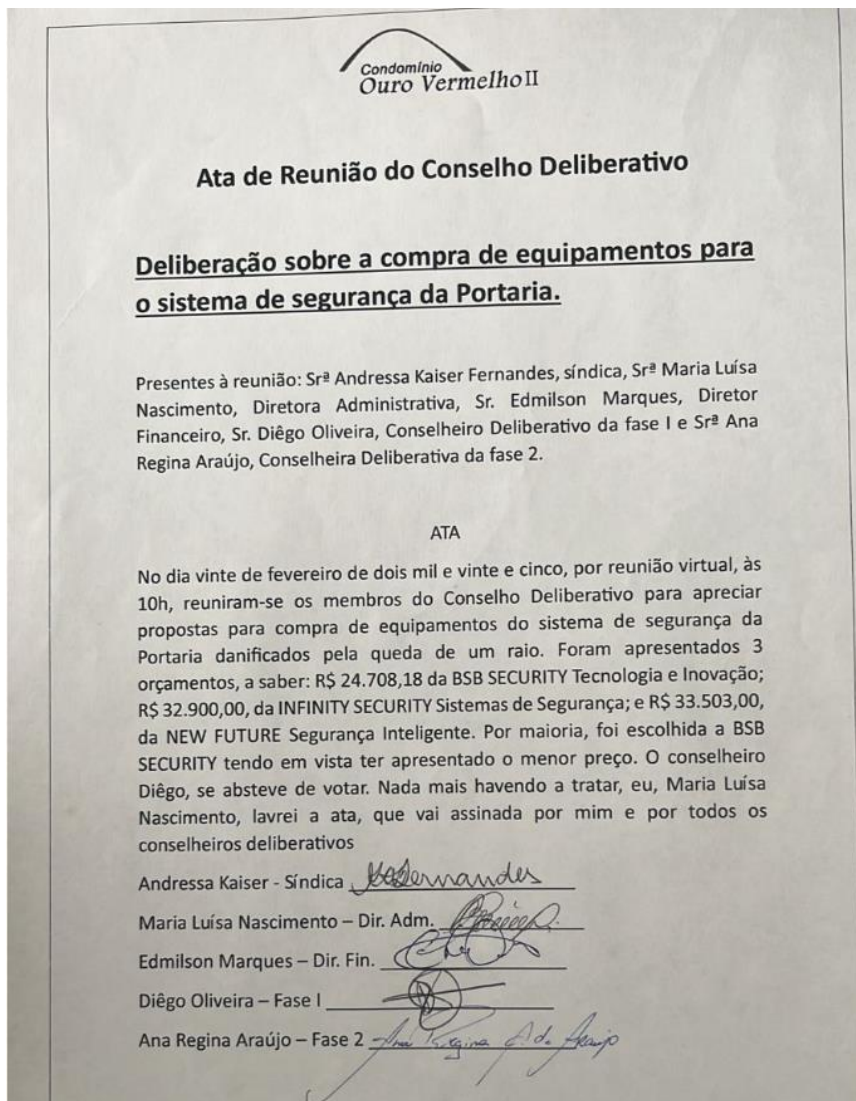 Condomínio
Ouro Vermelho II
Ata de Reunião do Conselho Deliberativo
Deliberação sobre a compra de equipamentos para
o sistema de segurança da Portaria.
Presentes à reunião: Srª Andressa Kaiser Fernandes, síndica, Srª Maria Luísa
Nascimento, Diretora Administrativa, Sr. Edmilson Marques, Diretor
Financeiro, Sr. Diêgo Oliveira, Conselheiro Deliberativo da fase I e Srª Ana
Regina Araújo, Conselheira Deliberativa da fase 2.
ATA
No dia vinte de fevereiro de dois mil e vinte e cinco, por reunião virtual, às
10h, reuniram-se os membros do Conselho Deliberativo para apreciar
propostas para compra de equipamentos do sistema de segurança da
Portaria danificados pela queda de um raio. Foram apresentados 3
orçamentos, a saber: R$ 24.708,18 da BSB SECURITY Tecnologia e Inovação;
R$ 32.900,00, da INFINITY SECURITY Sistemas de Segurança; e R$ 33.503,00,
da NEW FUTURE Segurança Inteligente. Por maioria, foi escolhida a BSB
SECURITY tendo em vista ter apresentado o menor preço. O conselheiro
Diêgo, se absteve de votar. Nada mais havendo a tratar, eu, Maria Luísa
Nascimento, lavrei a ata, que vai assinada por mim e por todos os
conselheiros deliberativos
Andressa Kaiser - Síndica
Maria Luísa Nascimento – Dir. Adm.
Edmilson Marques – Dir. Fin.
Diêgo Oliveira – Fase I
Ana Regina Araújo – Fase 2 Ana Regina A. de Araujo